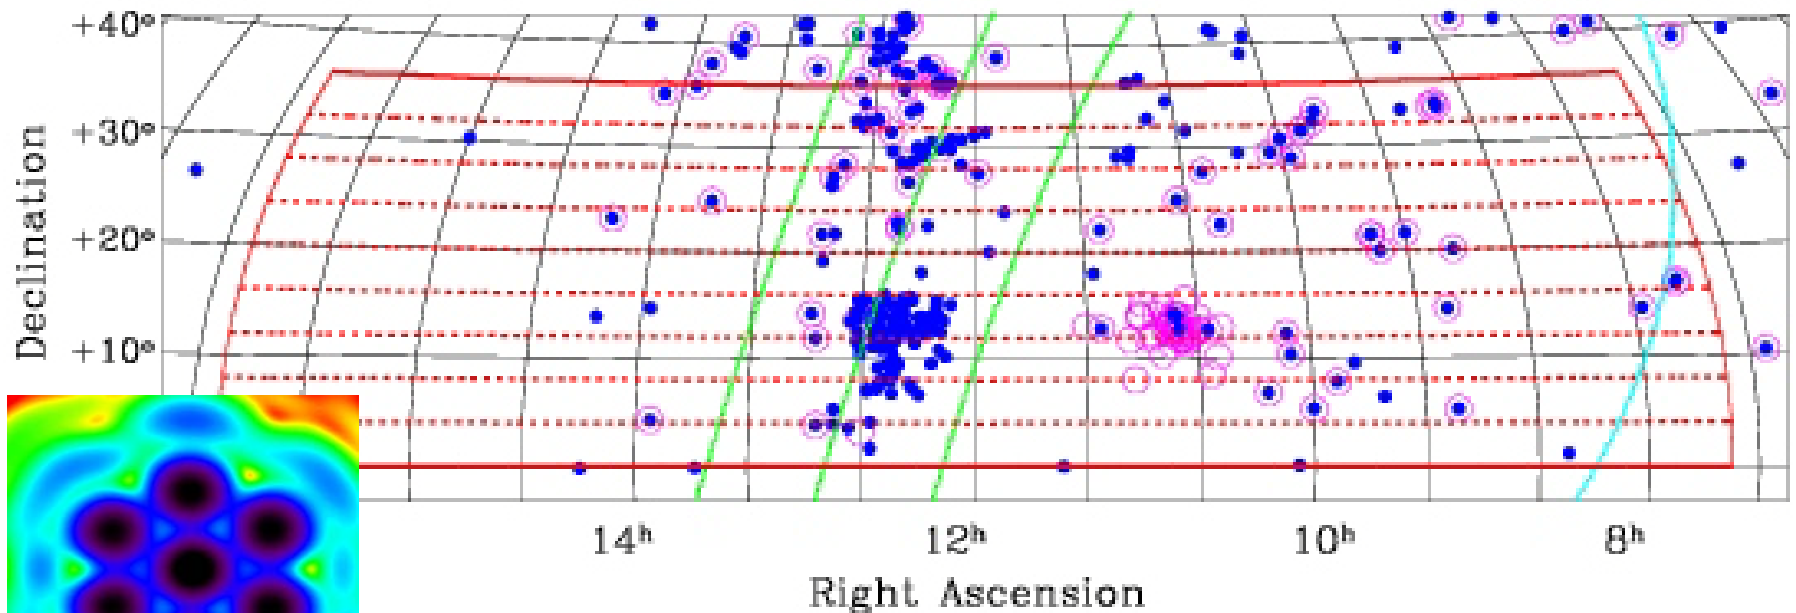 +40°
+30°
+20°
+10°
Declination
14ʰ 12ʰ 10ʰ 8ʰ
Right Ascension